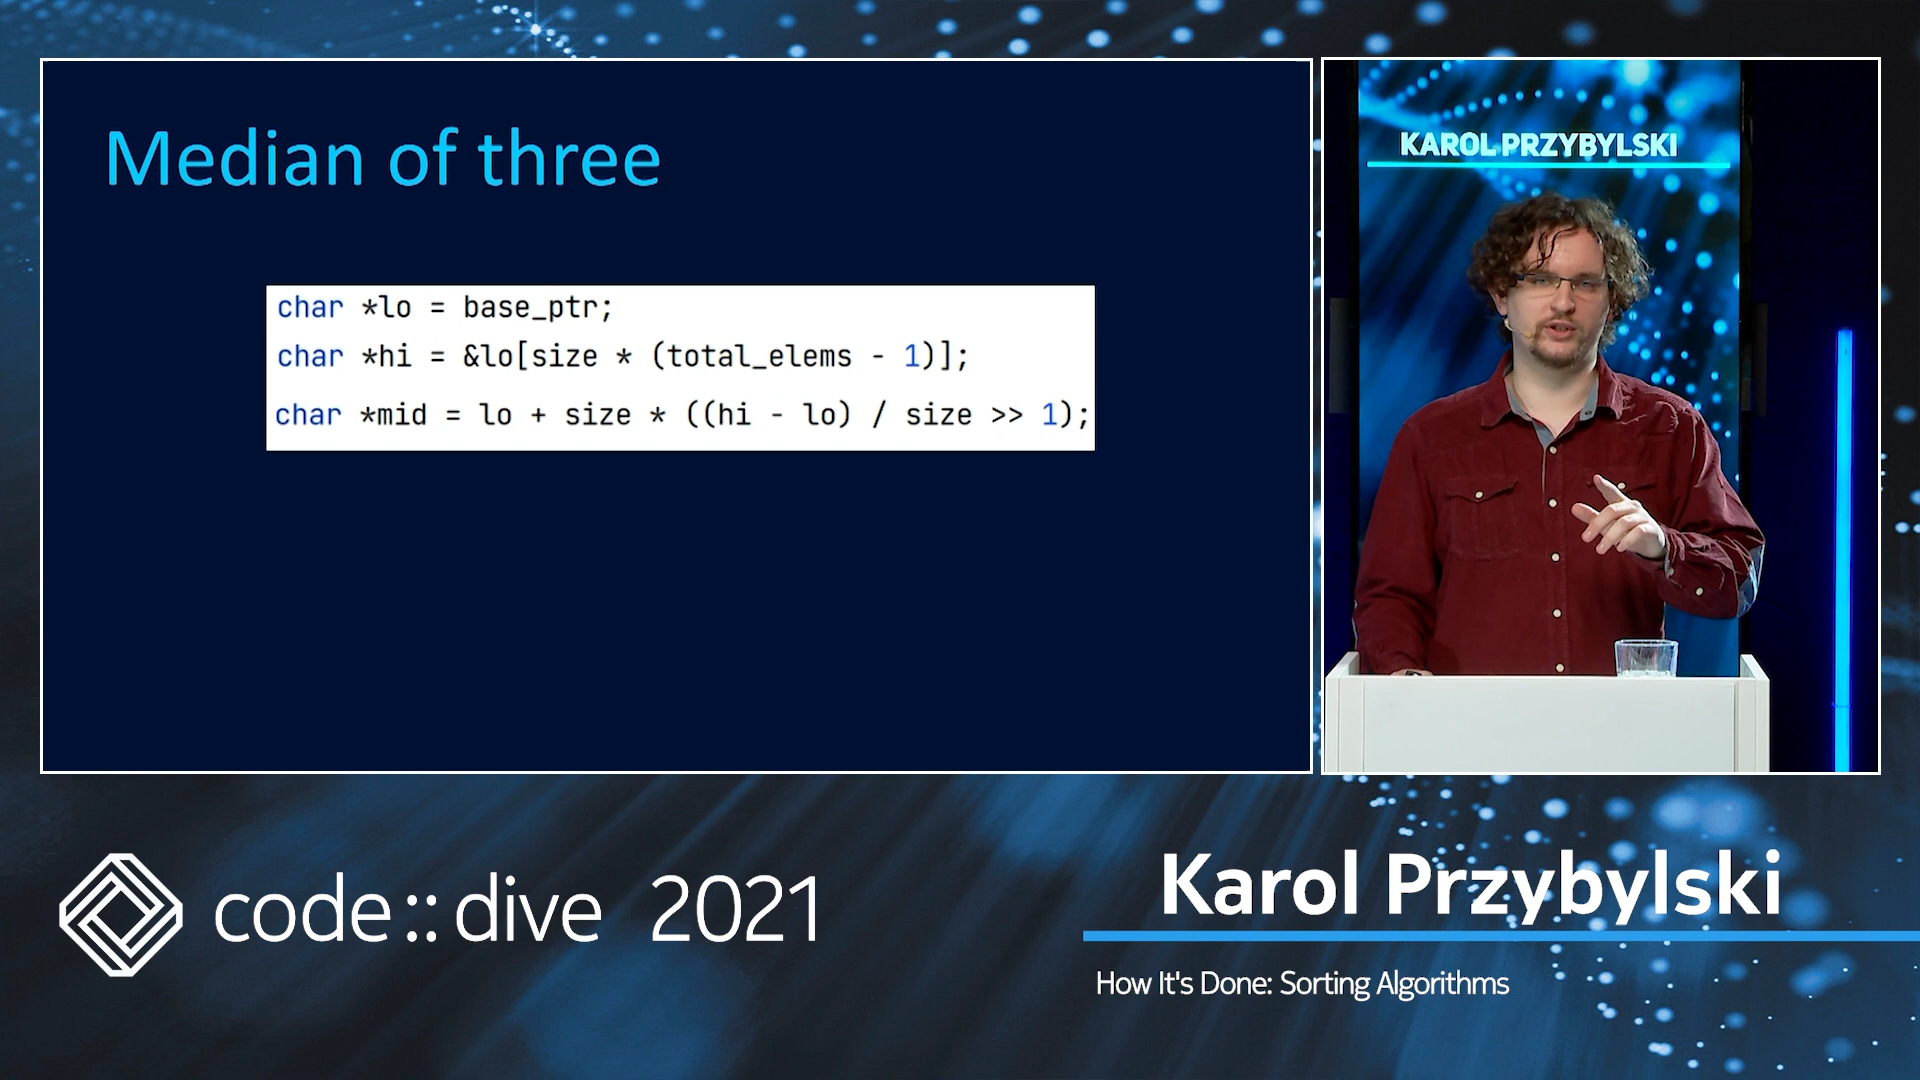 Median of three
char *lo = base_ptr;
char *hi = &lo[size * (total_elems - 1)];
char *mid = lo + size * ((hi - lo) / size >> 1);
KAROL PRZYBYLSKI
code::dive 2021
Karol Przybylski
How It's Done: Sorting Algorithms